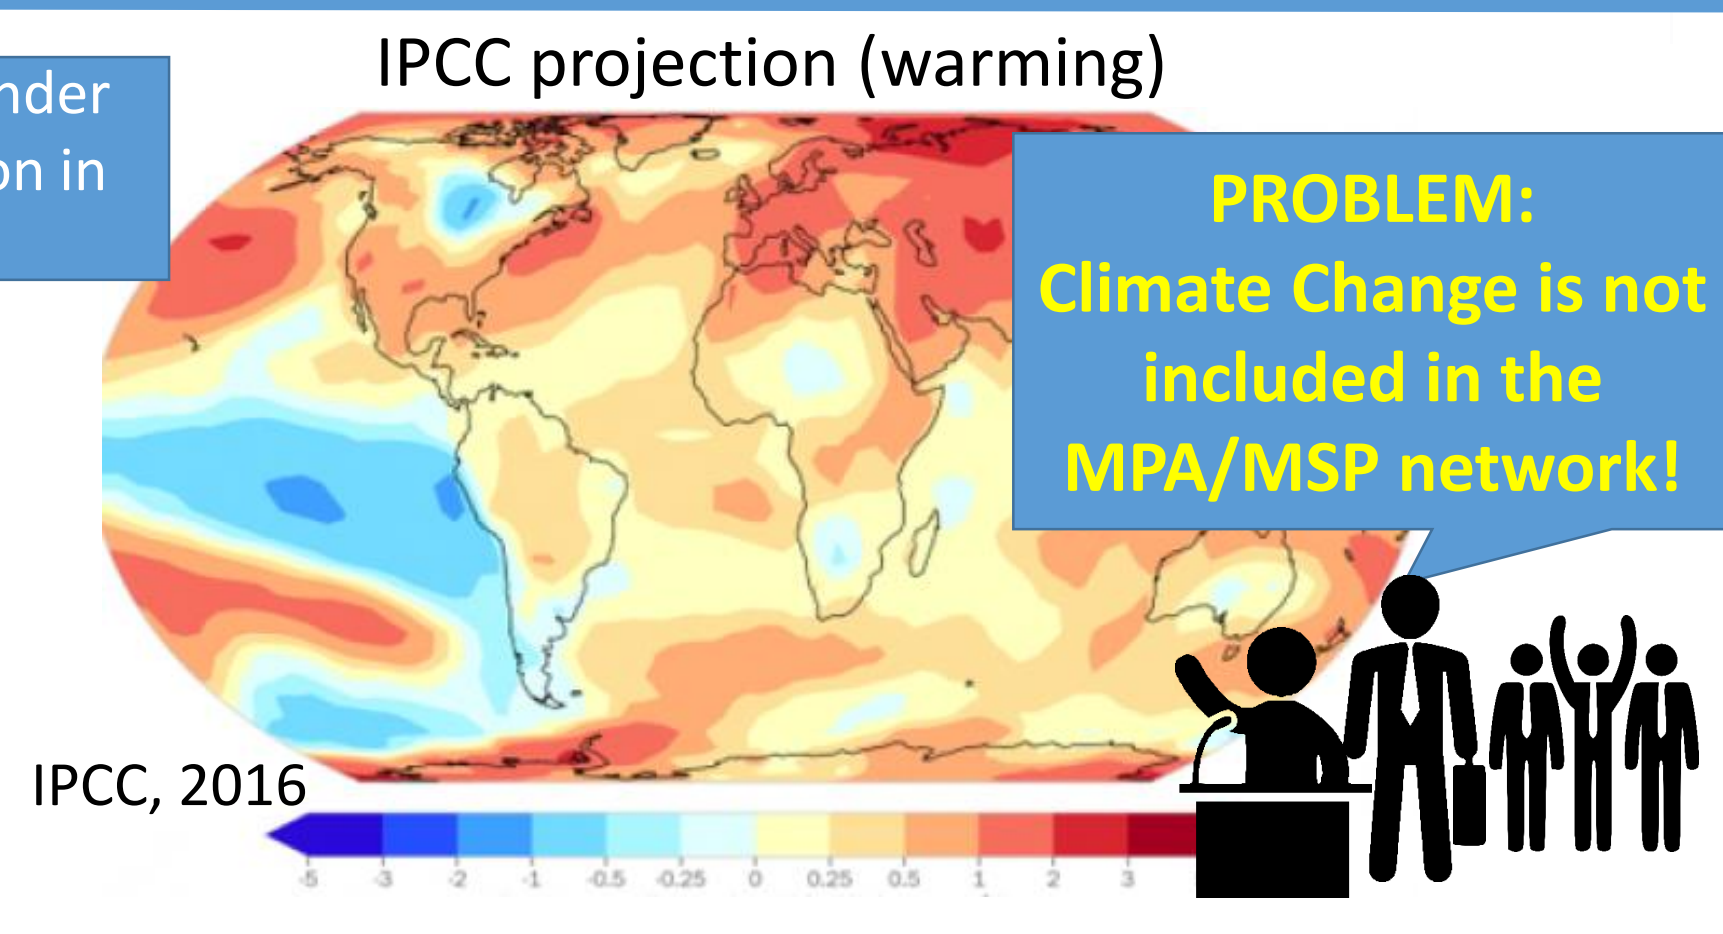 IPCC projection (warming)
nder
on in
PROBLEM:
Climate Change is not
included in the
MPA/MSP network!
IPCC, 2016
-5 -3 -2 -1 -0.5 -0.25 0 0.25 0.5 1 2 3